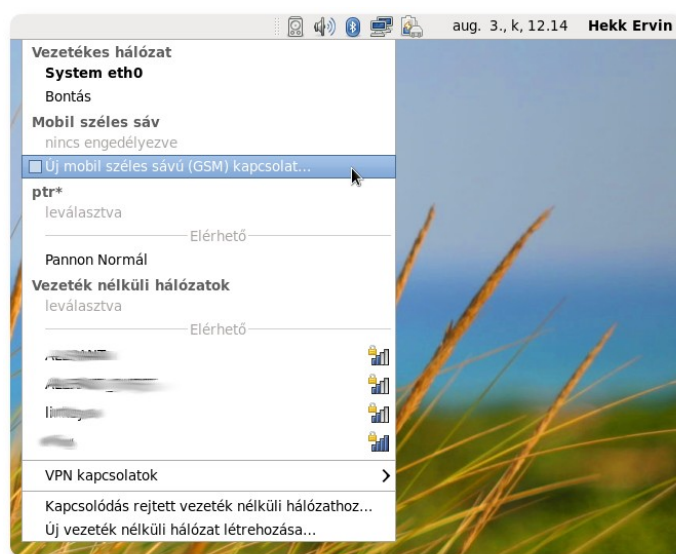 aug. 3., k, 12.14 Hekk Ervin
Vezetékes hálózat
System eth0
Bontás
Mobil széles sáv
nincs engedélyezve
Új mobil széles sávú (GSM) kapcsolat...
ptr*
leválasztva
Elérhető
Pannon Normál
Vezeték nélküli hálózatok
leválasztva
Elérhető
VPN kapcsolatok
Kapcsolódás rejtett vezeték nélküli hálózathoz...
Új vezeték nélküli hálózat létrehozása...